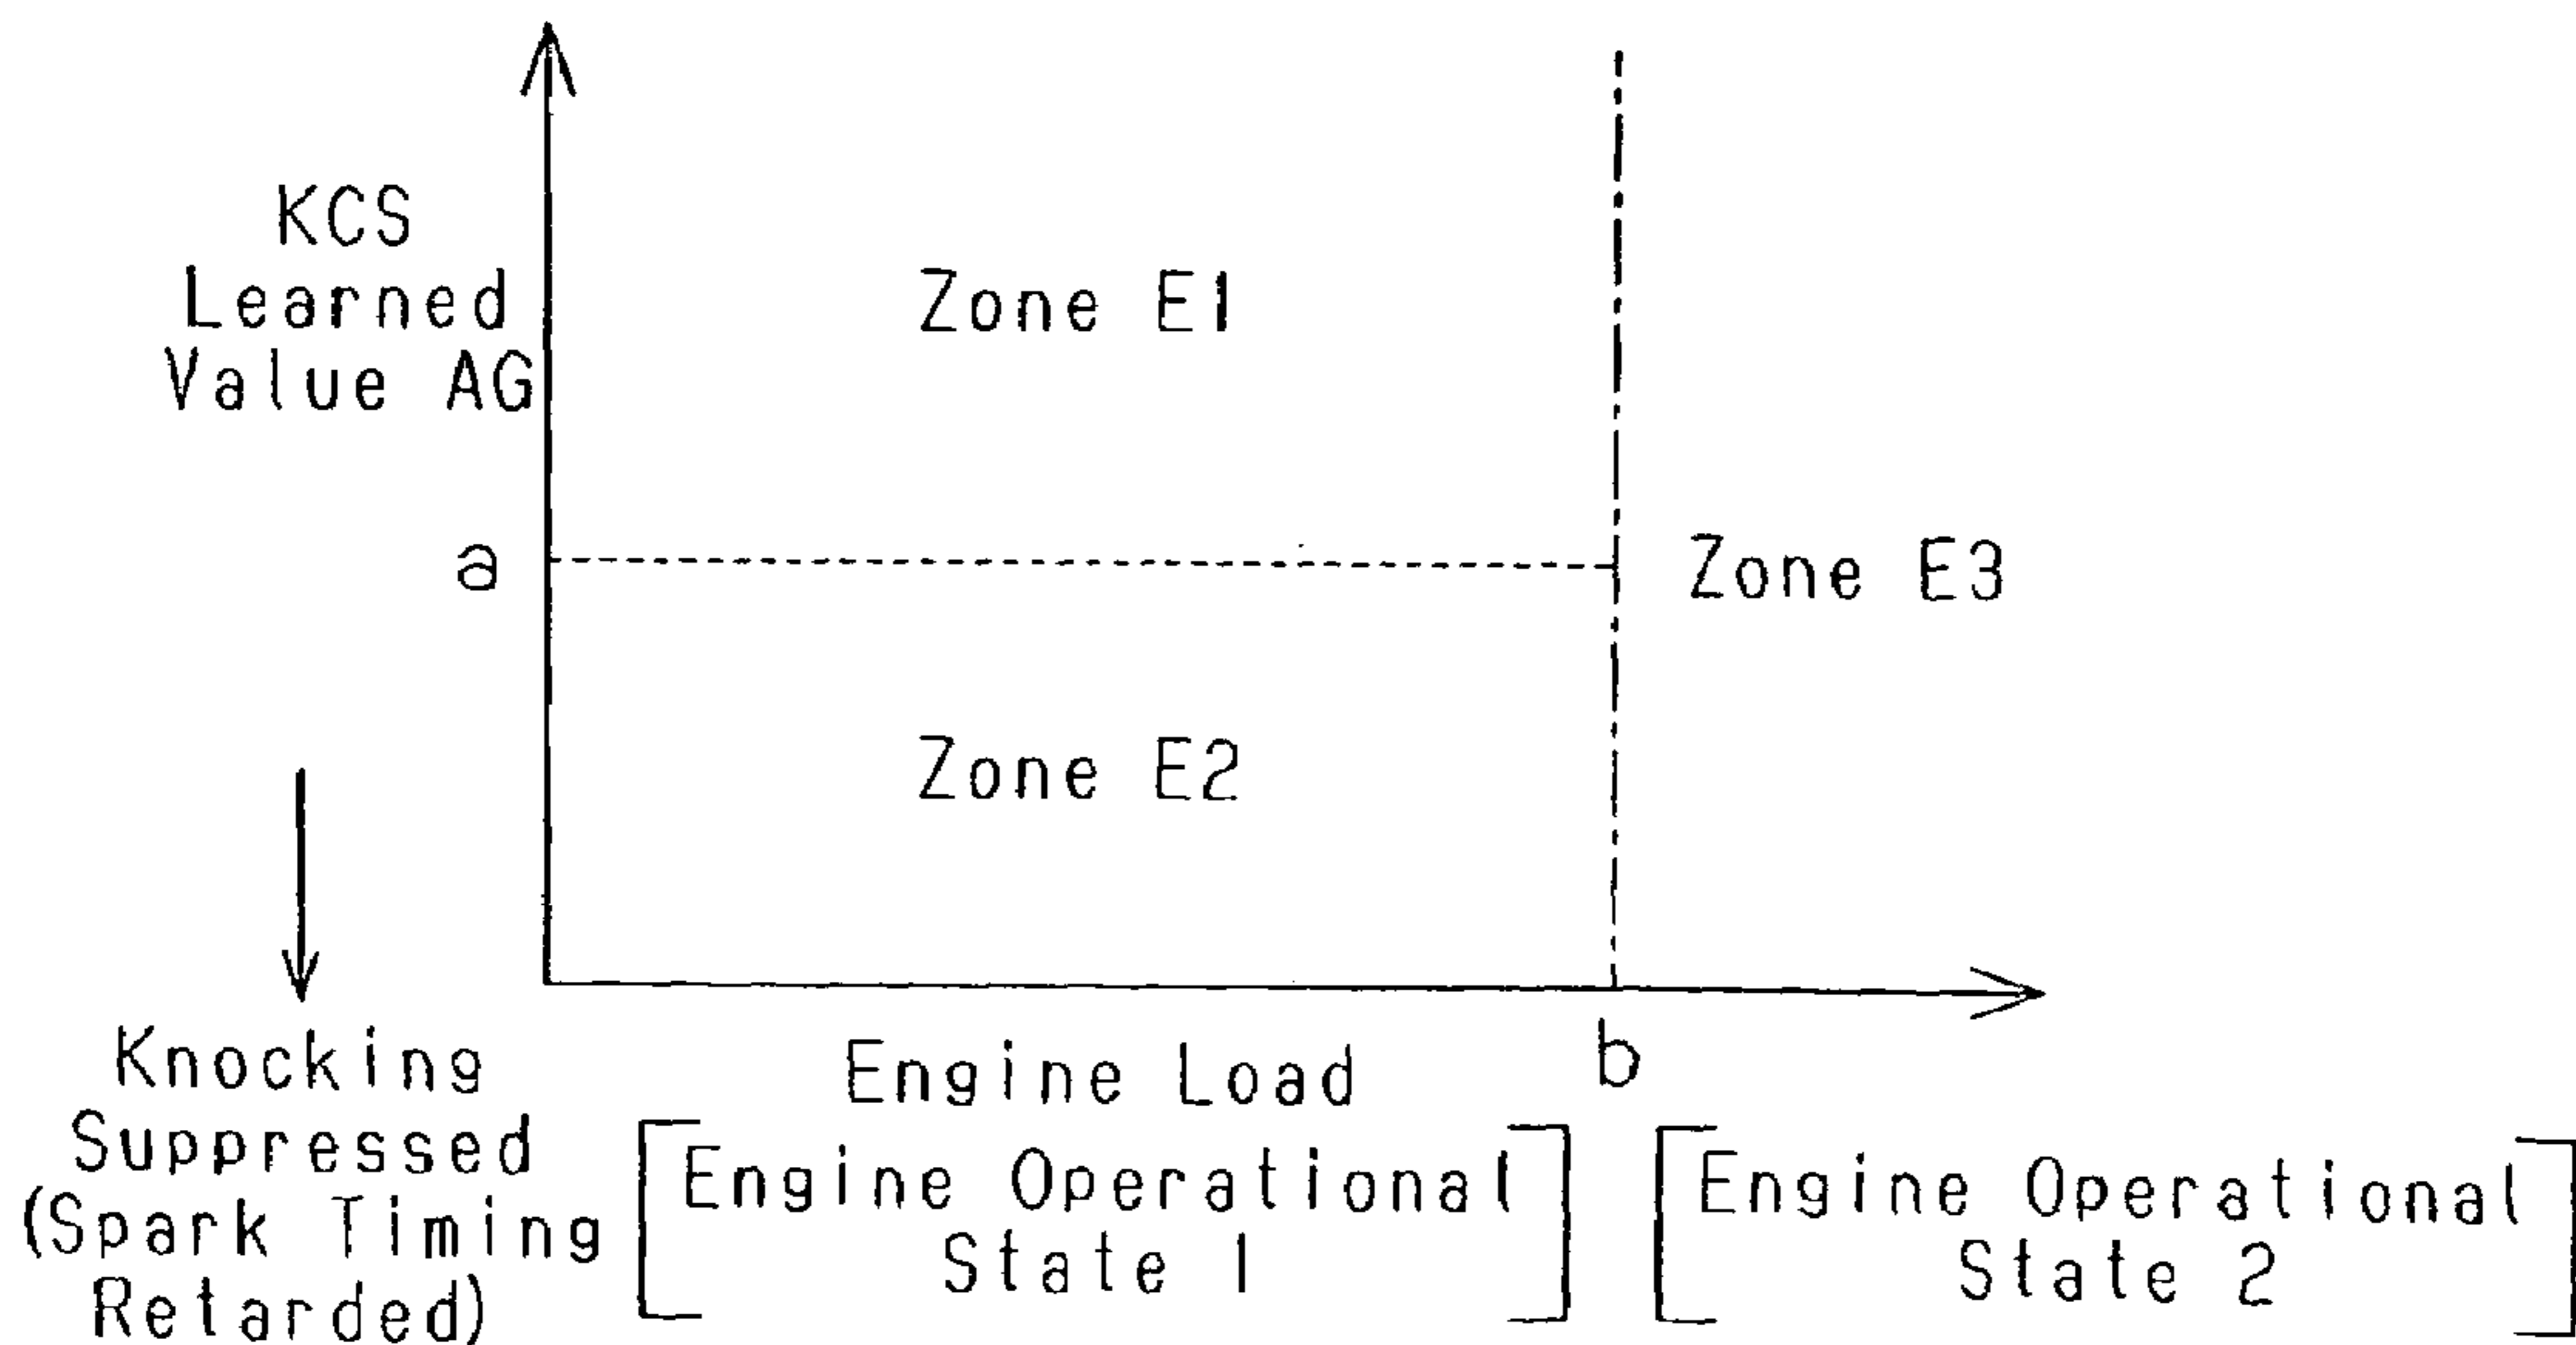 KCS
Learned
Value AG
Zone E1
a
Zone E3
Zone E2
Knocking
Suppressed
(Spark Timing
Retarded)
Engine Load
b
Engine Operational
State 1
Engine Operational
State 2